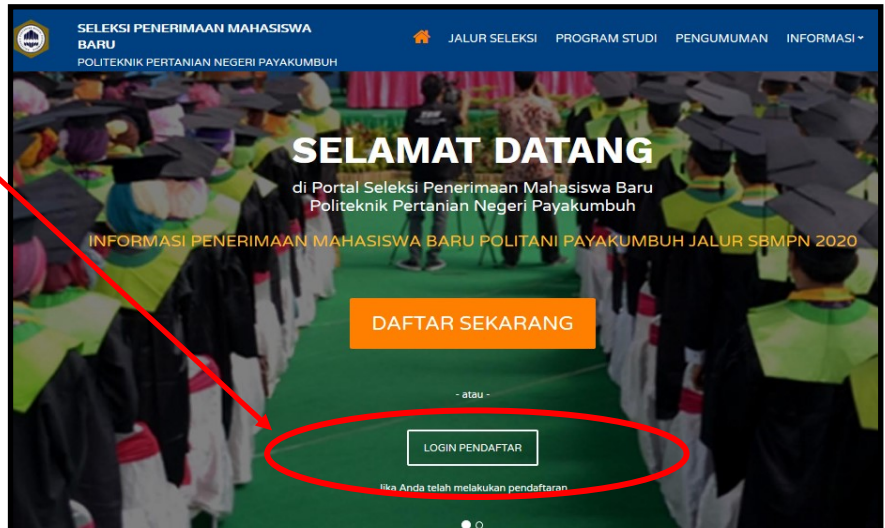 SELEKSI PENERIMAAN MAHASISWA
BARU
POLITEKNIK PERTANIAN NEGERI PAYAKUMBUH
JALUR SELEKSI PROGRAM STUDI PENGUMUMAN INFORMASI
SELAMAT DATANG
di Portal Seleksi Penerimaan Mahasiswa Baru
Politeknik Pertanian Negeri Payakumbuh
INFORMASI PENERIMAAN MAHASISWA BARU POLITANI PAYAKUMBUH JALUR SBMPN 2020
DAFTAR SEKARANG
- atau -
LOGIN PENDAFTAR
Jika Anda telah melakukan pendaftaran